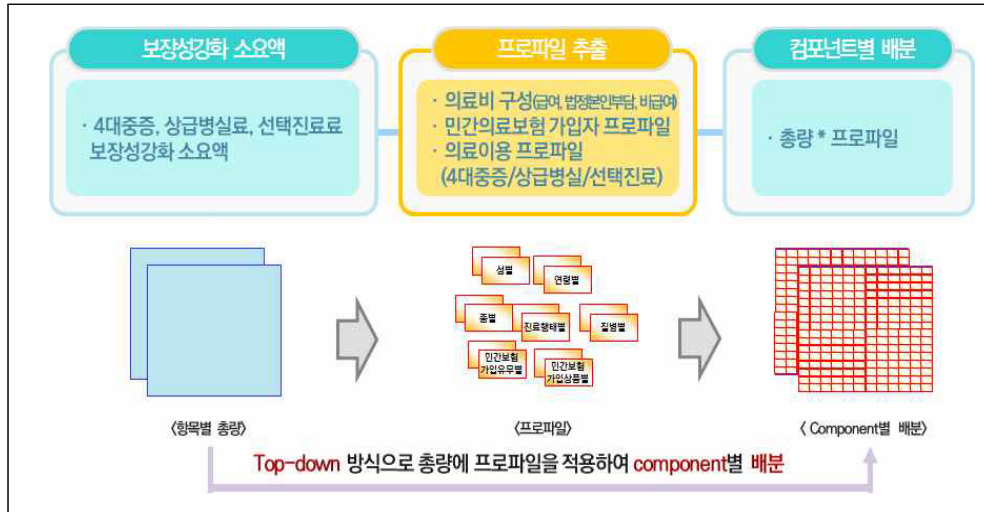 보장성강화 소요액
· 4대중증, 상급병실료, 선택진료료
보장성강화 소요액
프로파일 추출
· 의료비 구성(급여, 법정본인부담, 비급여)
· 민간의료보험 가입자 프로파일
· 의료이용 프로파일
(4대중증/상급병실/선택진료)
컴포넌트별 배분
· 총량 * 프로파일
성별
연령별
종별
진료행태별
질병별
민간보험
가입유무별
민간보험
가입상품별
〈항목별 총량〉
〈프로파일〉
〈 Component별 배분〉
Top-down 방식으로 총량에 프로파일을 적용하여 component별 배분